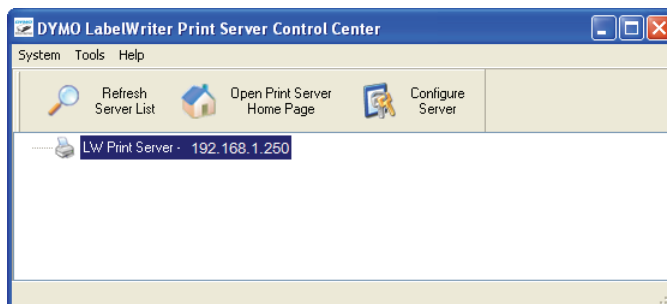 DYMO LabelWriter Print Server Control Center
System Tools Help
Refresh Server List
Open Print Server Home Page
Configure Server
LW Print Server - 192.168.1.250